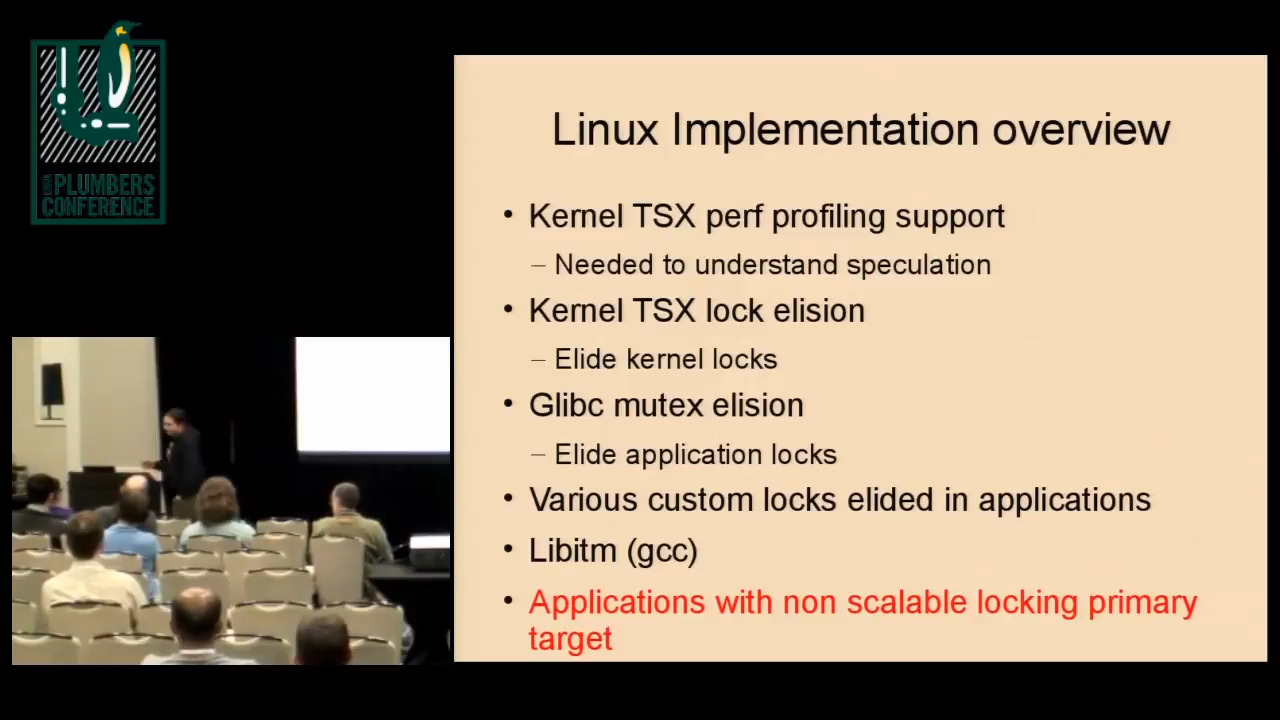 PLUMBERS
CONFERENCE
Linux Implementation overview
• Kernel TSX perf profiling support
– Needed to understand speculation
• Kernel TSX lock elision
– Elide kernel locks
• Glibc mutex elision
– Elide application locks
• Various custom locks elided in applications
• Libitm (gcc)
• Applications with non scalable locking primary
target